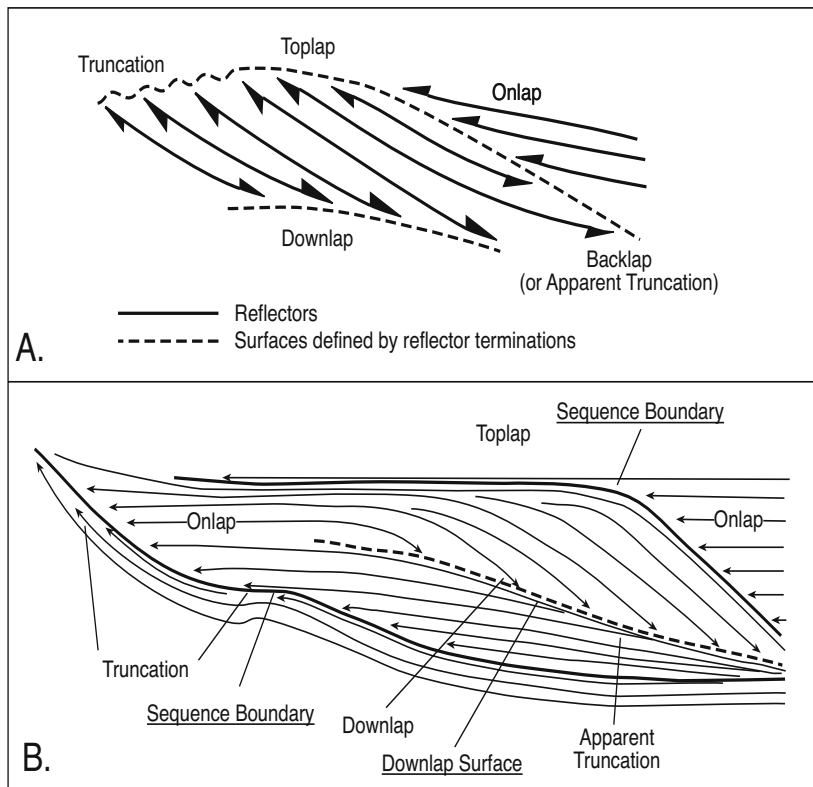 Toplap
Truncation
Onlap
Downlap
Backlap
(or Apparent Truncation)
Reflectors
Surfaces defined by reflector terminations
A.
Sequence Boundary
Toplap
Onlap
Onlap
Truncation
Sequence Boundary
Downlap
Downlap Surface
Apparent
Truncation
B.